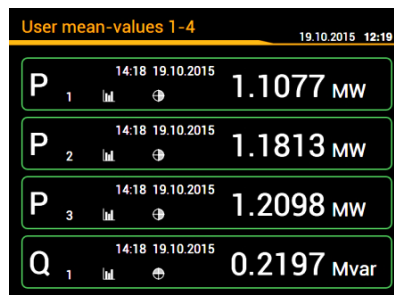 User mean-values 1-4
19.10.2015 12:19
14:18 19.10.2015
P 1 1.1077 MW
14:18 19.10.2015
P 2 1.1813 MW
14:18 19.10.2015
P 3 1.2098 MW
14:18 19.10.2015
Q 1 0.2197 Mvar